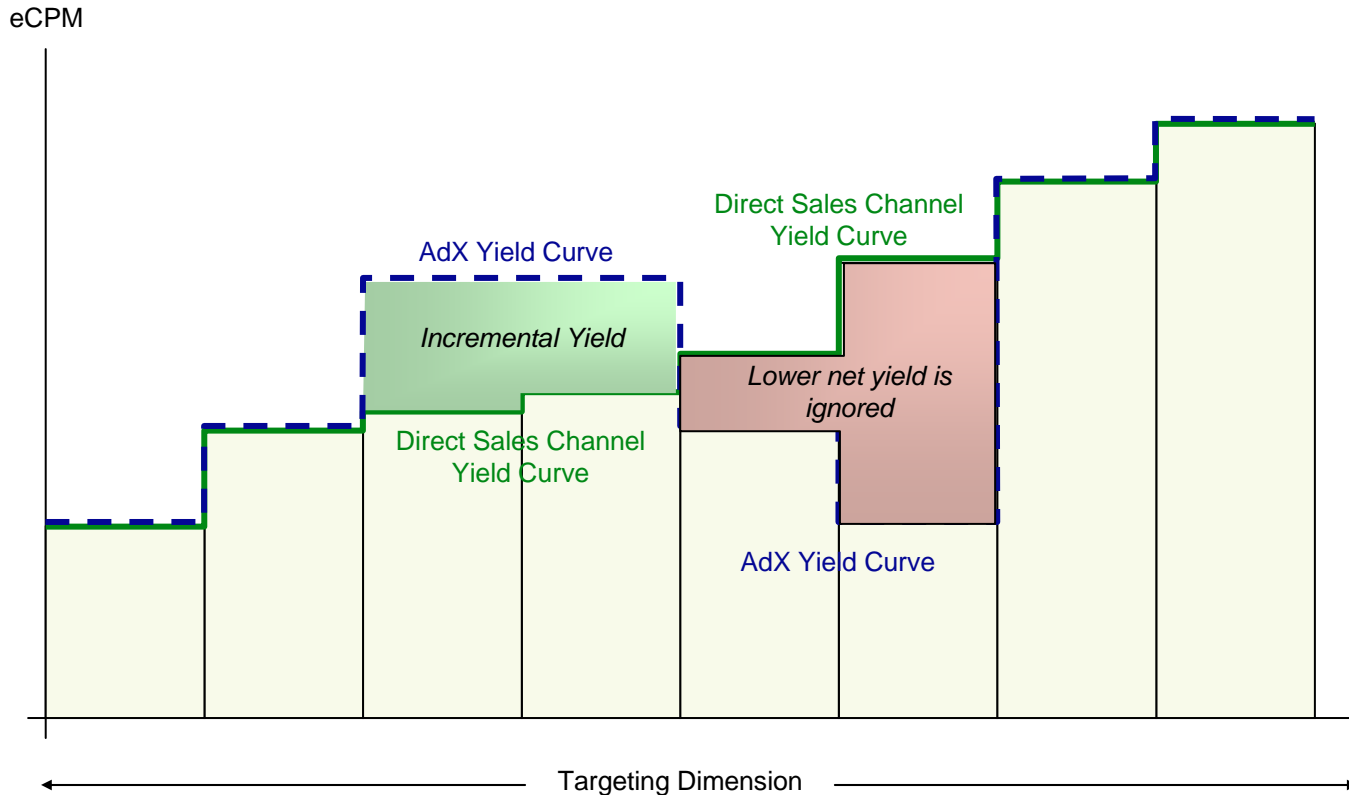 eCPM
Direct Sales Channel
Yield Curve
AdX Yield Curve
Incremental Yield
Lower net yield is
ignored
Direct Sales Channel
Yield Curve
AdX Yield Curve
Targeting Dimension